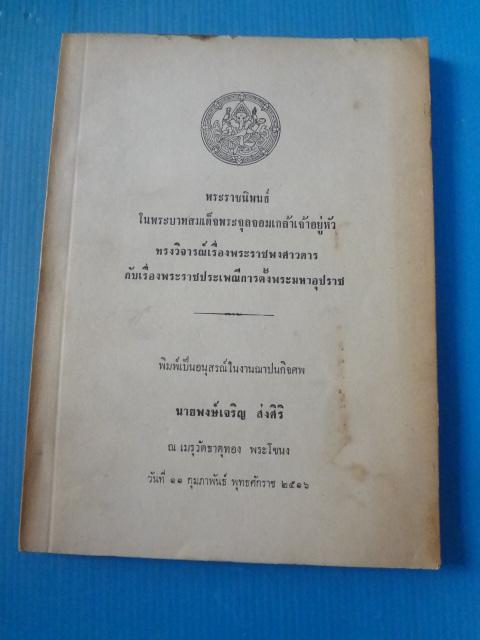 พระราชนิพนธ์
ในพระบาทสมเด็จพระจุลจอมเกล้าเจ้าอยู่หัว
ทรงวิจารณ์เรื่องพระราชพงศาวดาร
กับเรื่องพระราชประเพณีการตั้งพระมหาอุปราช
พิมพ์เป็นอนุสรณ์ในงานฌาปนกิจศพ
นายพงษ์เจริญ ส่งศิริ
ณ เมรุวัดธาตุทอง พระโขนง
วันที่ ๑๑ กุมภาพันธ์ พุทธศักราช ๒๕๑๖